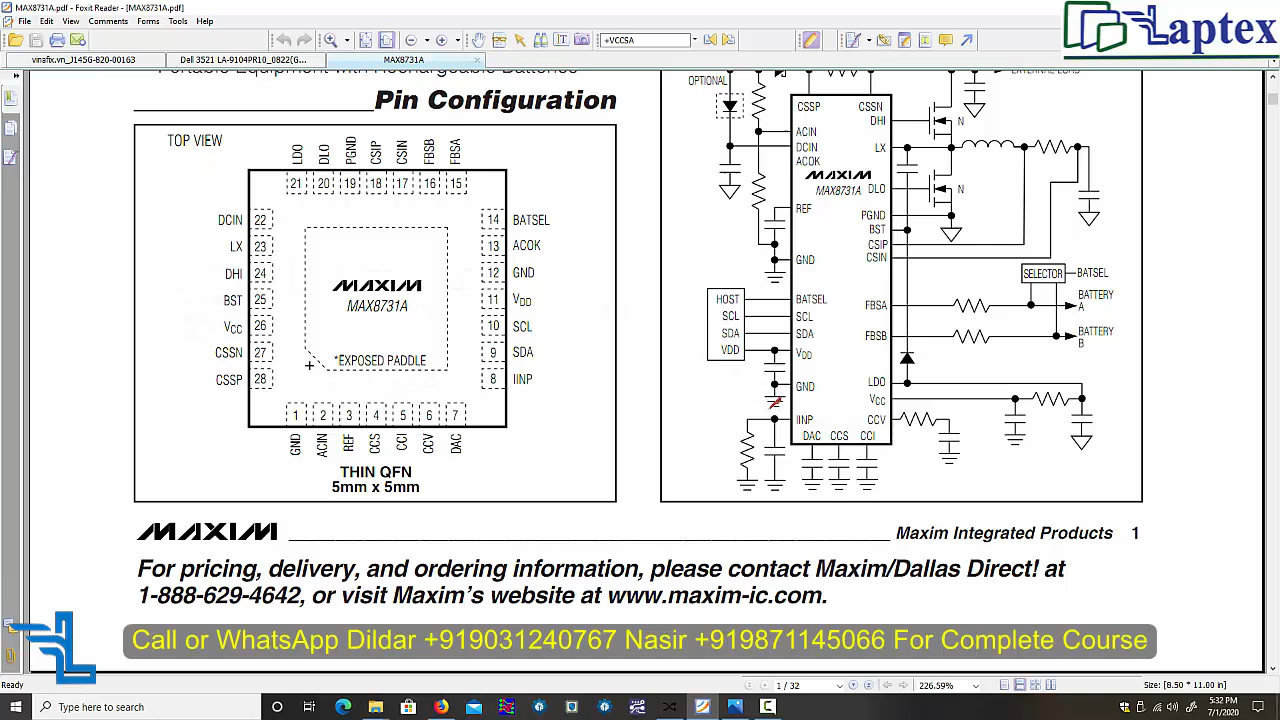 MAX8731A.pdf - Foxit Reader - [MAX8731A.pdf]
File Edit View Comments Forms Tools Help
+VCCSA
vinafix.vn_J145G-B20-00163 Dell 3521 LA-9104PR10_0822(G... MAX8731A
Laptex
Pin Configuration
TOP VIEW
LDO DLO PGND CSIP CSIN FBSB FBSA
21 20 19 18 17 16 15
DCIN 22
LX 23
DHI 24
BST 25
VCC 26
CSSN 27
CSSP 28
14 BATSEL
13 ACOK
12 GND
11 VDD
10 SCL
9 SDA
8 IINP
MAXIM
MAX8731A
*EXPOSED PADDLE
+
1 2 3 4 5 6 7
GND ACIN REF CCS CCI CCV DAC
THIN QFN
5mm x 5mm
OPTIONAL
CSSP CSSN
DHI N
ACIN
DCIN LX
ACOK
MAXIM
MAX8731A
DLO N
REF
PGND
BST
CSIP
GND CSIN
SELECTOR BATSEL
HOST BATSEL
SCL SCL
SDA SDA
VDD VDD
FBSA BATTERY A
FBSB BATTERY B
GND LDO
VCC
IINP CCV
DAC CCS CCI
MAXIM Maxim Integrated Products 1
For pricing, delivery, and ordering information, please contact Maxim/Dallas Direct! at
1-888-629-4642, or visit Maxim's website at www.maxim-ic.com.
Call or WhatsApp Dildar +919031240767 Nasir +919871145066 For Complete Course
Ready 1 / 32 226.59% Size: [8.50 * 11.00 in]
Type here to search
5:32 PM
7/1/2020